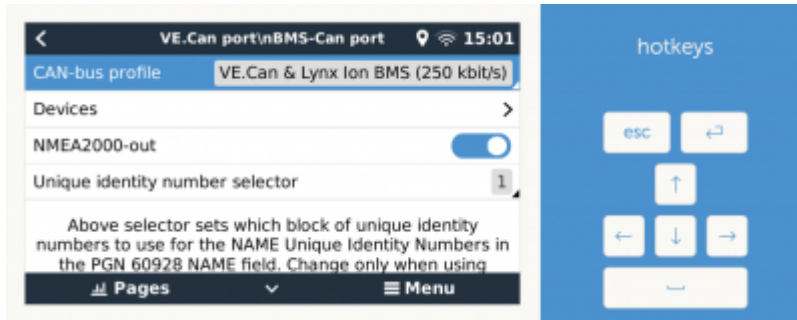 VE.Can port\nBMS-Can port 15:01
CAN-bus profile VE.Can & Lynx Ion BMS (250 kbit/s)
Devices
NMEA2000-out
Unique identity number selector 1
Above selector sets which block of unique identity
numbers to use for the NAME Unique Identity Numbers in
the PGN 60928 NAME field. Change only when using
Pages Menu
hotkeys
esc